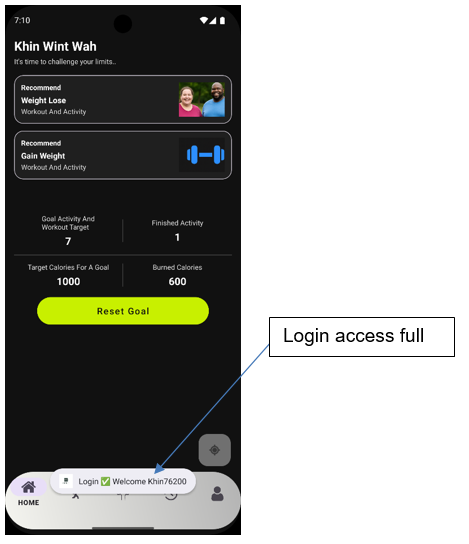 7:10
Khin Wint Wah
It's time to challenge your limits..
Recommend
Weight Lose
Workout And Activity
Recommend
Gain Weight
Workout And Activity
Goal Activity And
Workout Target
7
Finished Activity
1
Target Calories For A Goal
1000
Burned Calories
600
Reset Goal
Login access full
Login ✅ Welcome Khin76200
HOME